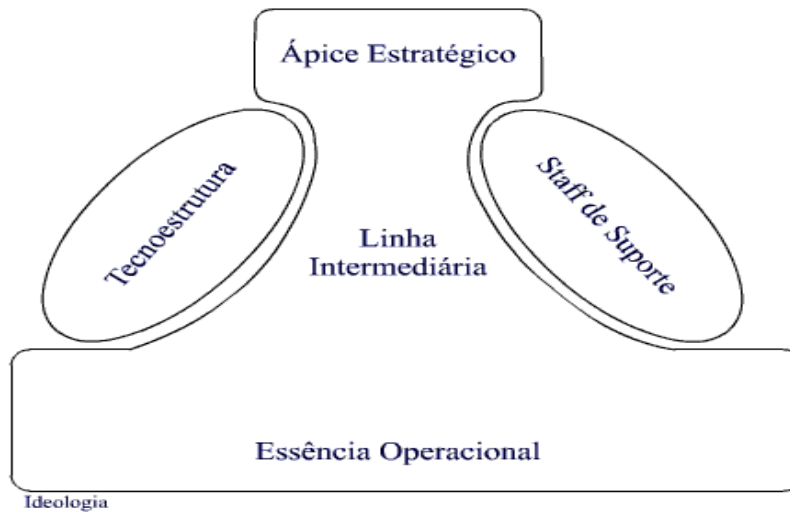 Ápice Estratégico
Tecnoestrutura
Staff de Suporte
Linha
Intermediária
Essência Operacional
Ideologia